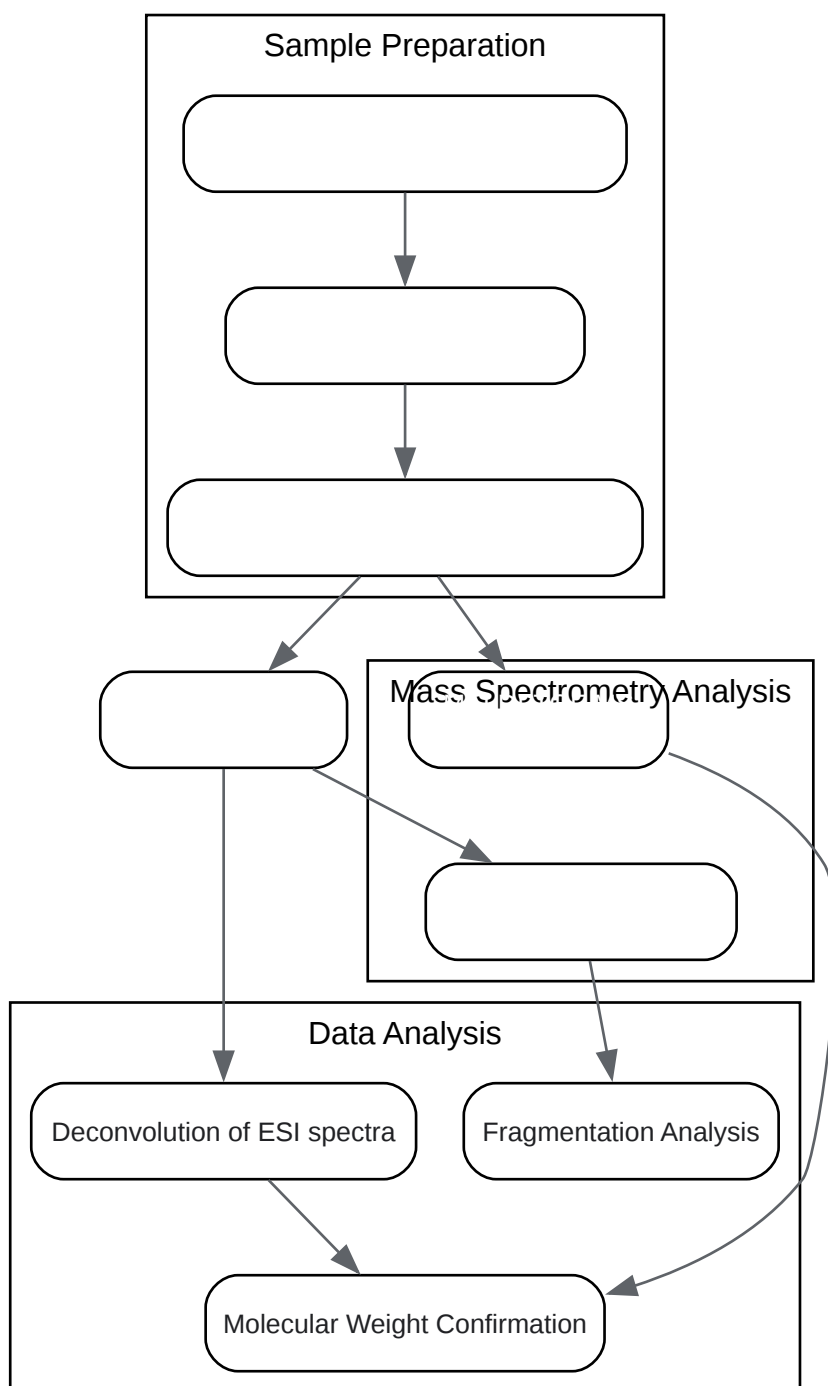 Sample Preparation
Mass Spectrometry Analysis
Data Analysis
Deconvolution of ESI spectra
Fragmentation Analysis
Molecular Weight Confirmation